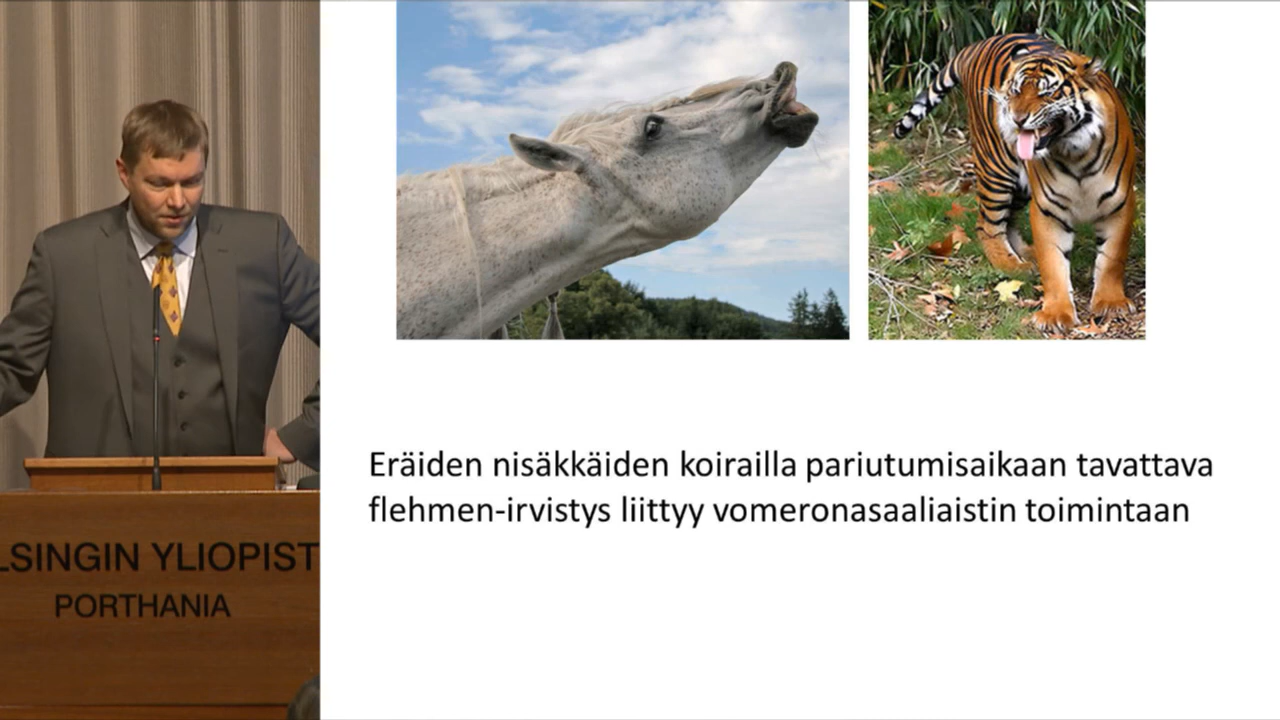 Eräiden nisäkkäiden koirailla pariutumisaikaan tavattava
flehmen-irvistys liittyy vomeronasaaliaistin toimintaan
LSINGIN YLIOPIST
PORTHANIA